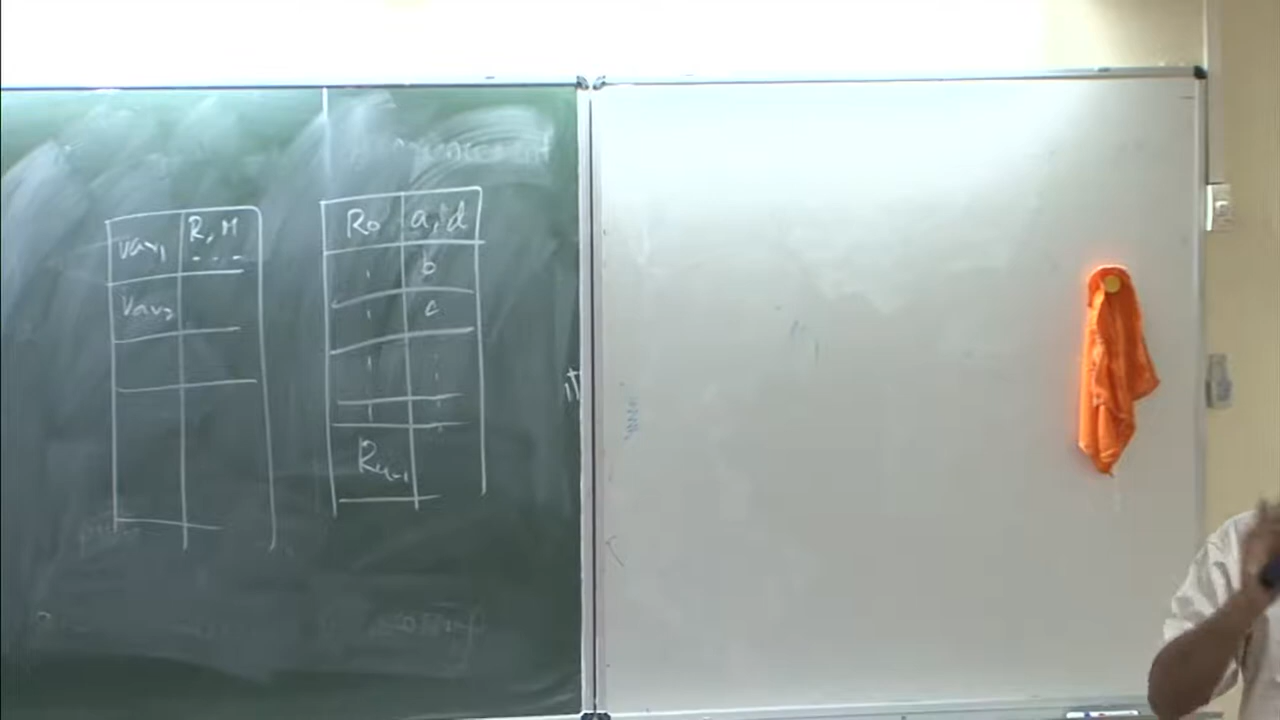 var₁ R, M
...
var₂
R₀ a, d
b
c
Rₙ₋₁